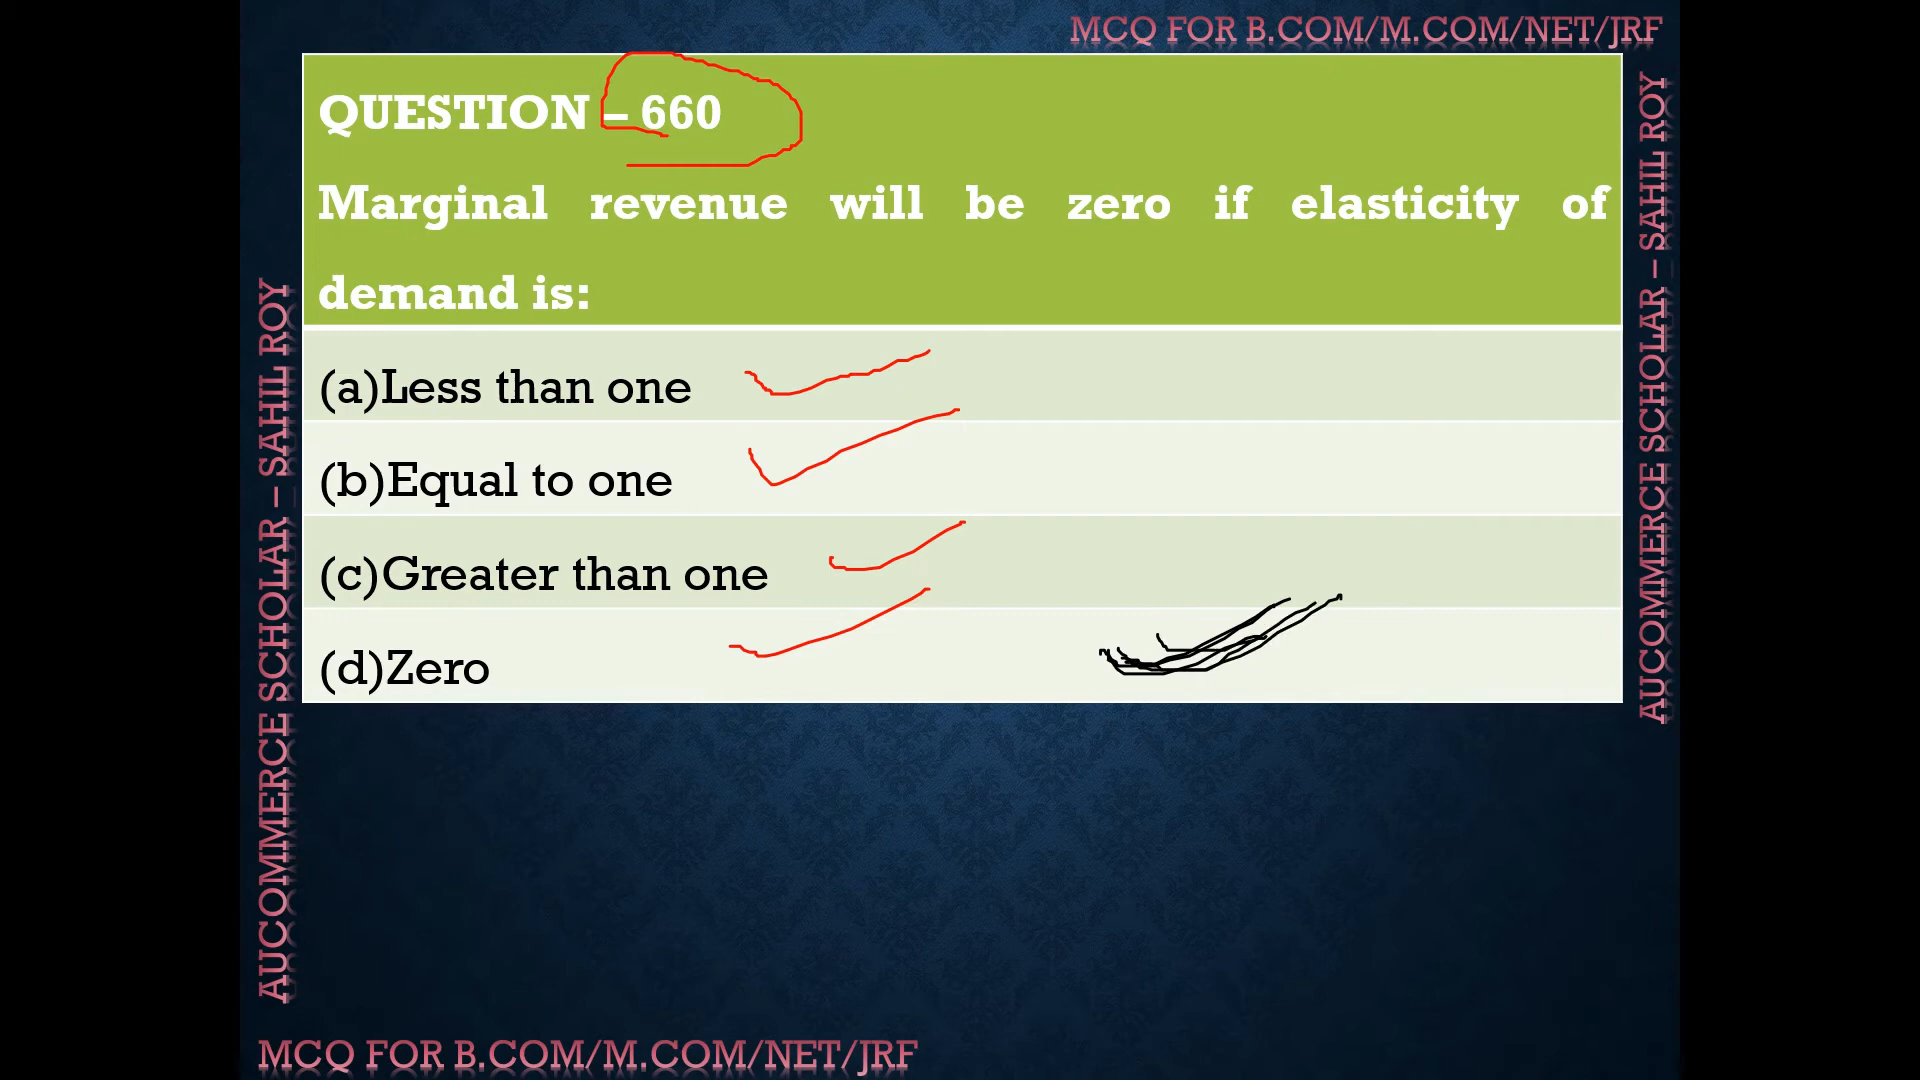 MCQ FOR B.COM/M.COM/NET/JRF
QUESTION – 660
Marginal revenue will be zero if elasticity of
demand is:
(a)Less than one
(b)Equal to one
(c)Greater than one
(d)Zero
AUCOMMERCE SCHOLAR – SAHIL ROY
AUCOMMERCE SCHOLAR – SAHIL ROY
MCQ FOR B.COM/M.COM/NET/JRF